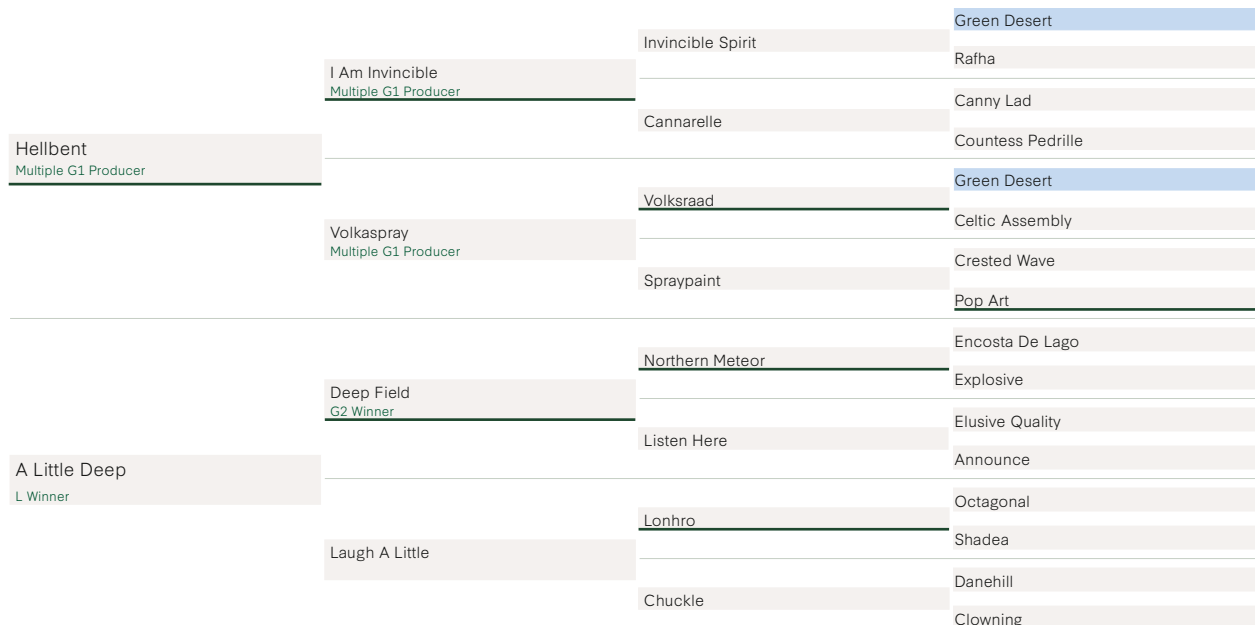 Hellbent
Multiple G1 Producer
A Little Deep
L Winner
I Am Invincible
Multiple G1 Producer
Volkaspray
Multiple G1 Producer
Deep Field
G2 Winner
Laugh A Little
Invincible Spirit
Cannarelle
Volksraad
Spraypaint
Northern Meteor
Listen Here
Lonhro
Chuckle
Green Desert
Rafha
Canny Lad
Countess Pedrille
Green Desert
Celtic Assembly
Crested Wave
Pop Art
Encosta De Lago
Explosive
Elusive Quality
Announce
Octagonal
Shadea
Danehill
Clowning